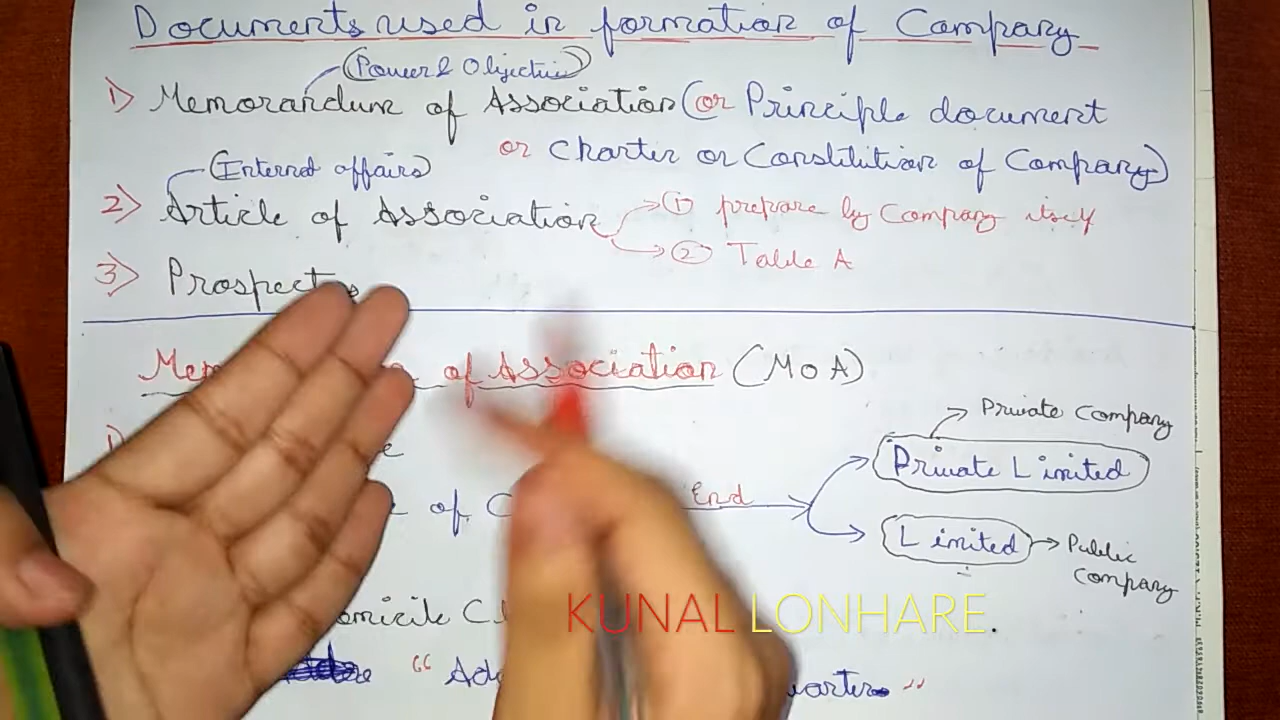 Documents used in formation of Company
(Power & Objective)
1) Memorandum of Association (or Principle document
or Charter or Constitution of Company)
(Internal affairs)
2) Article of Association
① prepare by Company itself
② Table A
3) Prospectus
of Association (MOA)
Private Company
Private Limited
of End
Limited Public
Company
KUNAL LONHARE.
"
"